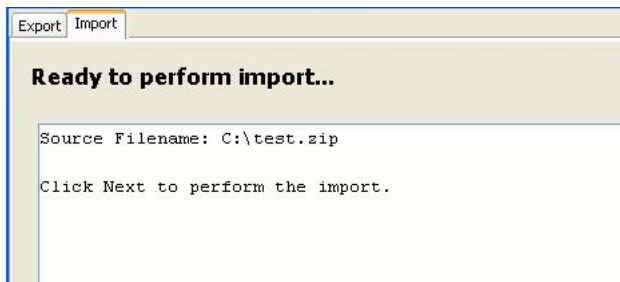 Export Import
Ready to perform import...
Source Filename: C:\test.zip
Click Next to perform the import.